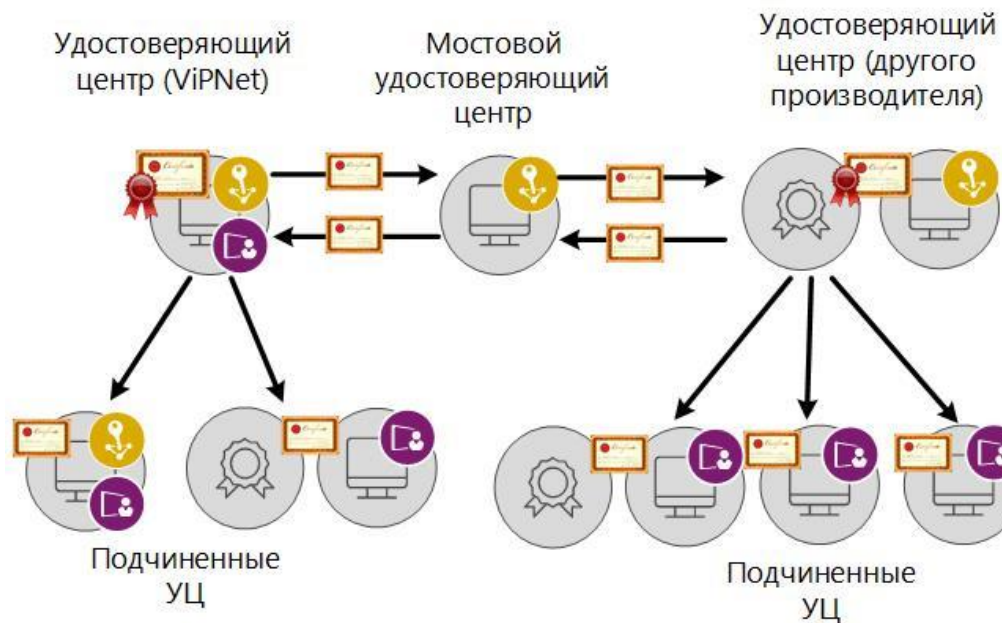 Удостоверяющий
центр (ViPNet)
Мостовой
удостоверяющий
центр
Удостоверяющий
центр (другого
производителя)
Подчиненные
УЦ
Подчиненные
УЦ